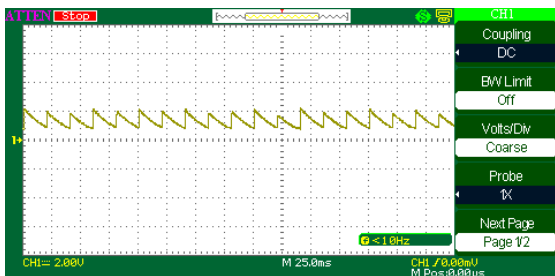 ATTEN Stop CH1
Coupling
DC
BW Limit
Off
Volts/Div
Coarse
Probe
1X
Next Page
Page 1/2
1
<10Hz
CH1 2.00V M 25.0ms CH1 /0.00mV
M Pos:0.00us